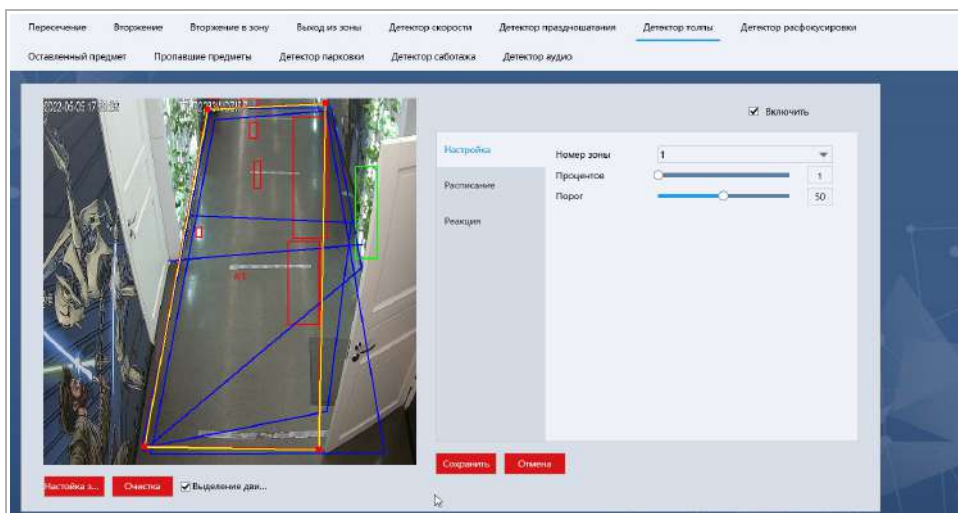 Пересечение Вторжение Вторжение в зону Выход из зоны Детектор скорости Детектор праздношатания Детектор толпы Детектор расфокусировки
Оставленный предмет Пропавшие предметы Детектор парковки Детектор саботажа Детектор аудио
Включить
Настройка
Номер зоны 1
Процентов 1
Расписание
Порог 50
Реакция
Сохранить Отмена
Настойка з... Очистка Выделение дви...